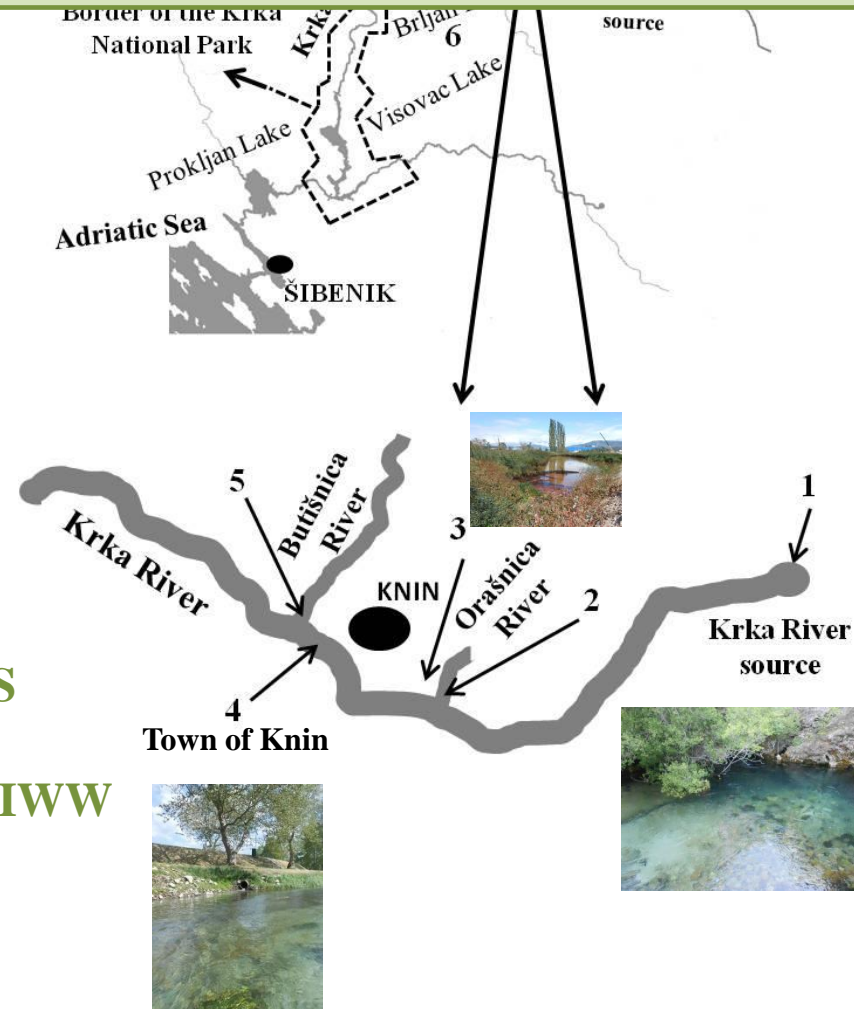 Border of the Krka
National Park
Krka
Brljan
6
source
Visovac Lake
Prokljan Lake
Adriatic Sea
ŠIBENIK
5
Butišnica
River
3
1
KNIN
Orašnica
River
2
Krka River
Krka River
source
S
4
Town of Knin
IWW